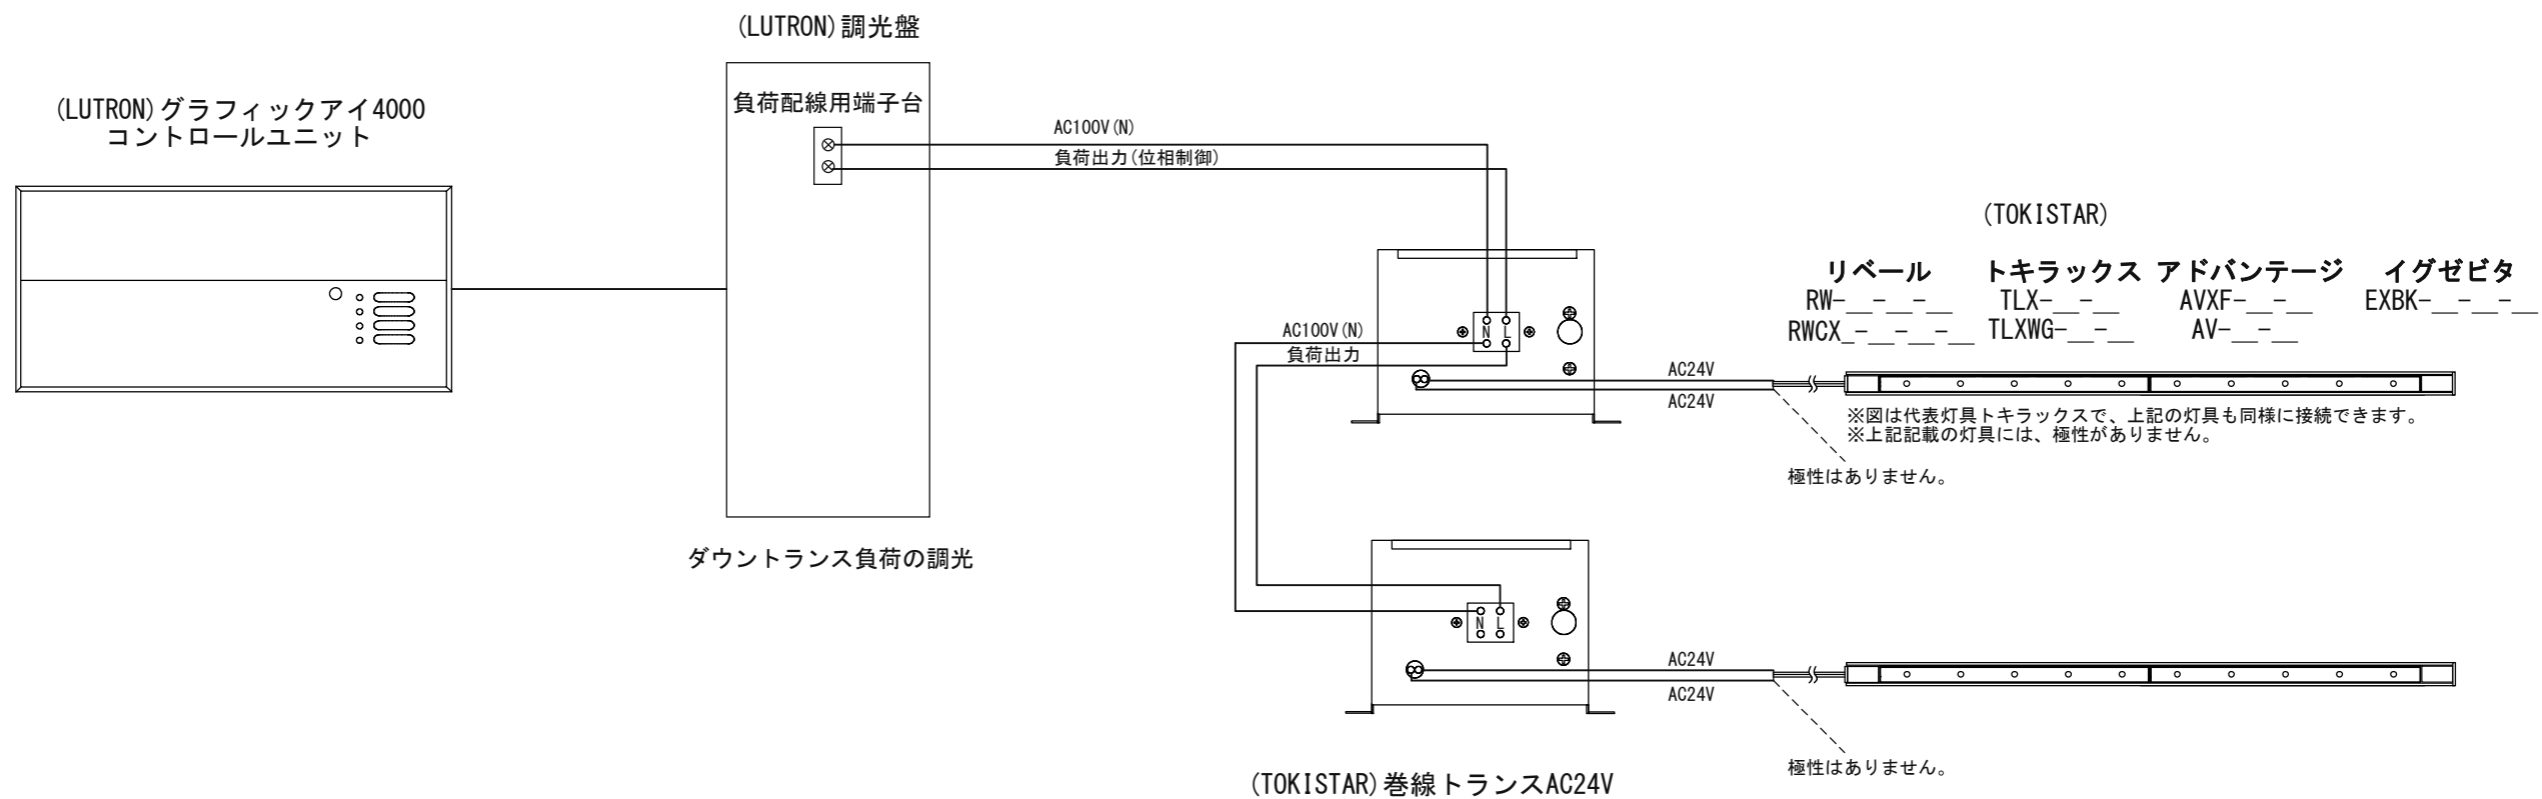 (LUTRON)調光盤
(LUTRON)グラフィックアイ4000
コントロールユニット
負荷配線用端子台
AC100V(N)
負荷出力(位相制御)
ダウントランス負荷の調光
(TOKISTAR)
リベール トキラックス アドバンテージ イグゼビタ
RW-__-_-__ TLX-__-__ AVXF-__-__ EXBK-__-__-__
RWCX_-__-__-__ TLXWG-__-__ AV-__-__
N L
AC100V(N)
負荷出力
AC24V
AC24V
※図は代表灯具トキラックスで、上記の灯具も同様に接続できます。
※上記記載の灯具には、極性がありません。
極性はありません。
N L
AC24V
AC24V
極性はありません。
(TOKISTAR)巻線トランスAC24V